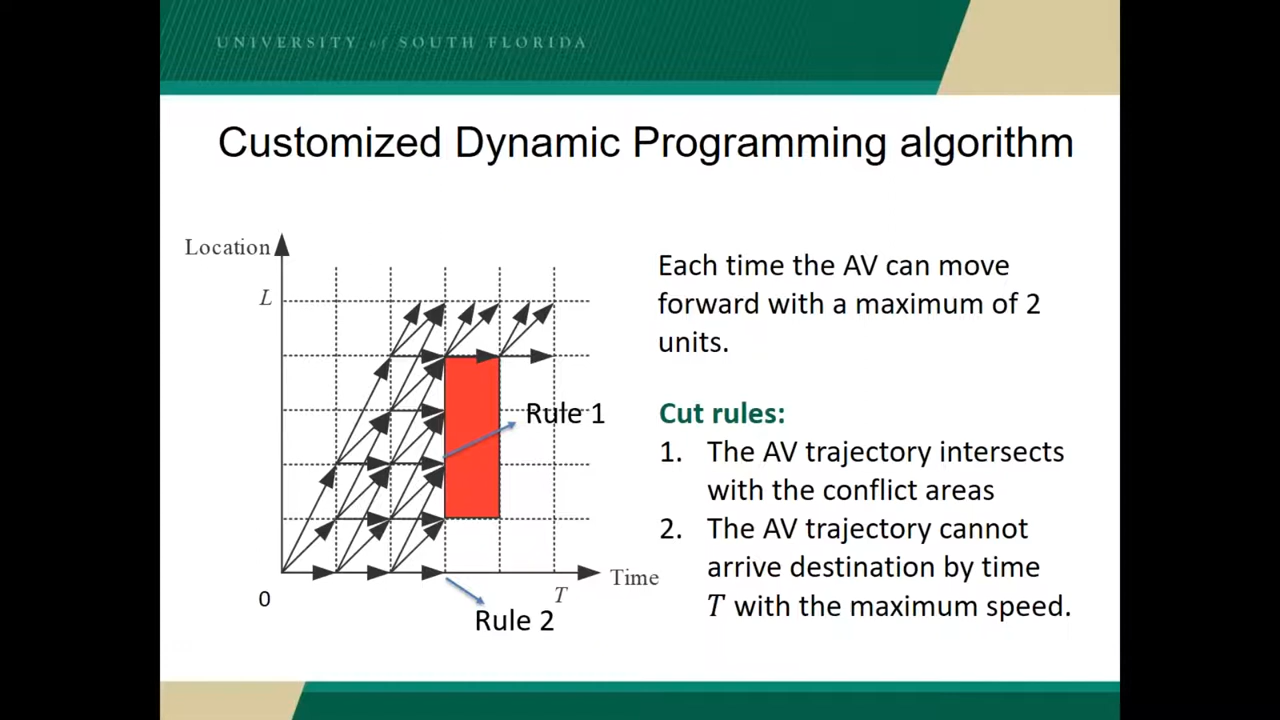 UNIVERSITY of SOUTH FLORIDA
Customized Dynamic Programming algorithm
Location
L
0
T
Time
Rule 1
Rule 2
Each time the AV can move
forward with a maximum of 2
units.
Cut rules:
1. The AV trajectory intersects
with the conflict areas
2. The AV trajectory cannot
arrive destination by time
T with the maximum speed.